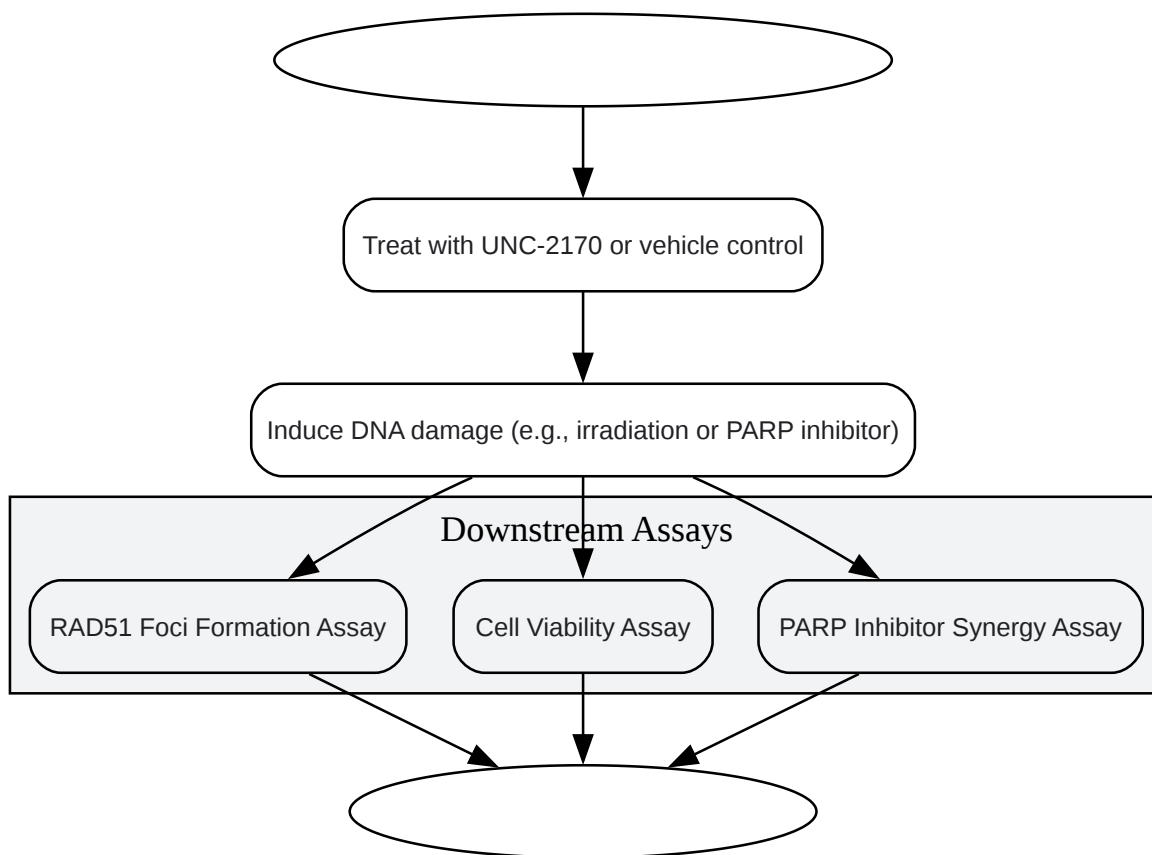 Treat with UNC-2170 or vehicle control
Induce DNA damage (e.g., irradiation or PARP inhibitor)
Downstream Assays
RAD51 Foci Formation Assay
Cell Viability Assay
PARP Inhibitor Synergy Assay